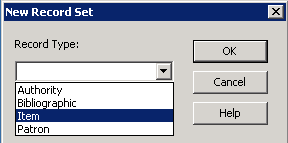 New Record Set
Record Type:
OK
Authority
Cancel
Bibliographic
Item
Help
Patron